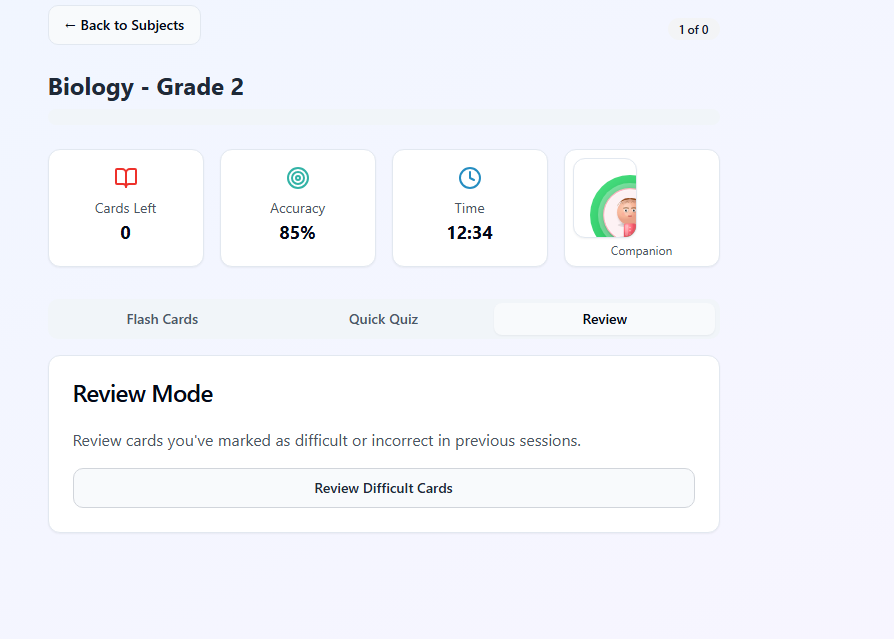 ← Back to Subjects
1 of 0
Biology - Grade 2
Cards Left
0
Accuracy
85%
Time
12:34
Companion
Flash Cards
Quick Quiz
Review
Review Mode
Review cards you've marked as difficult or incorrect in previous sessions.
Review Difficult Cards